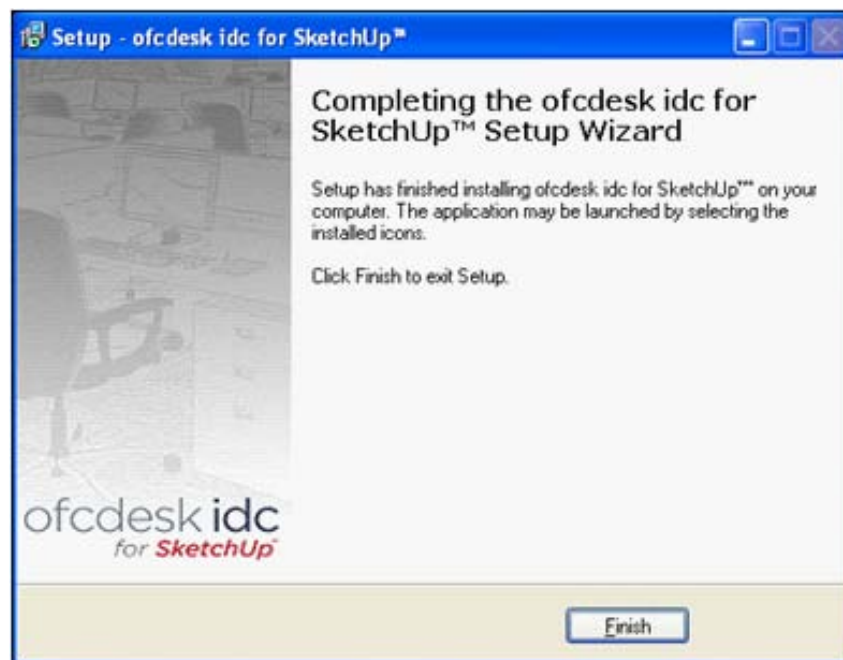 Setup - ofcdesk idc for SketchUp™
Completing the ofcdesk idc for
SketchUp™ Setup Wizard
Setup has finished installing ofcdesk idc for SketchUp™ on your
computer. The application may be launched by selecting the
installed icons.
Click Finish to exit Setup.
ofcdesk idc
for SketchUp™
Finish